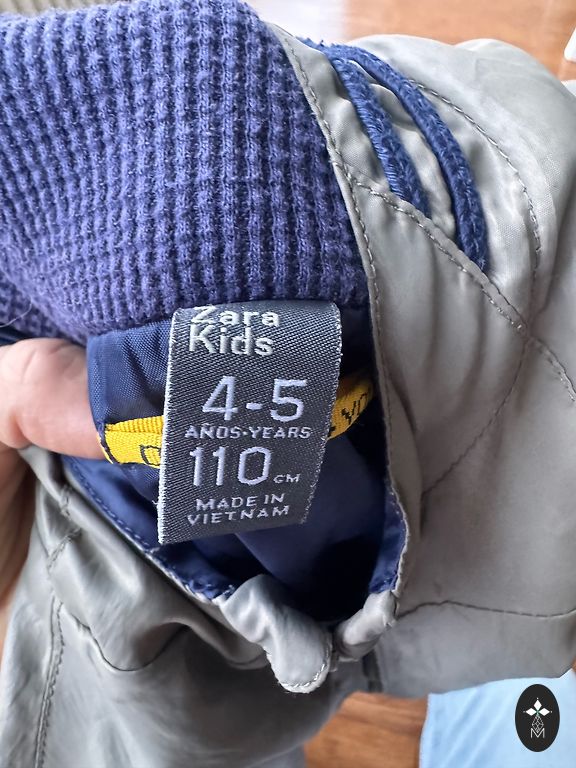 Zara
Kids
4-5
AÑOS·YEARS
110 CM
MADE IN
VIETNAM